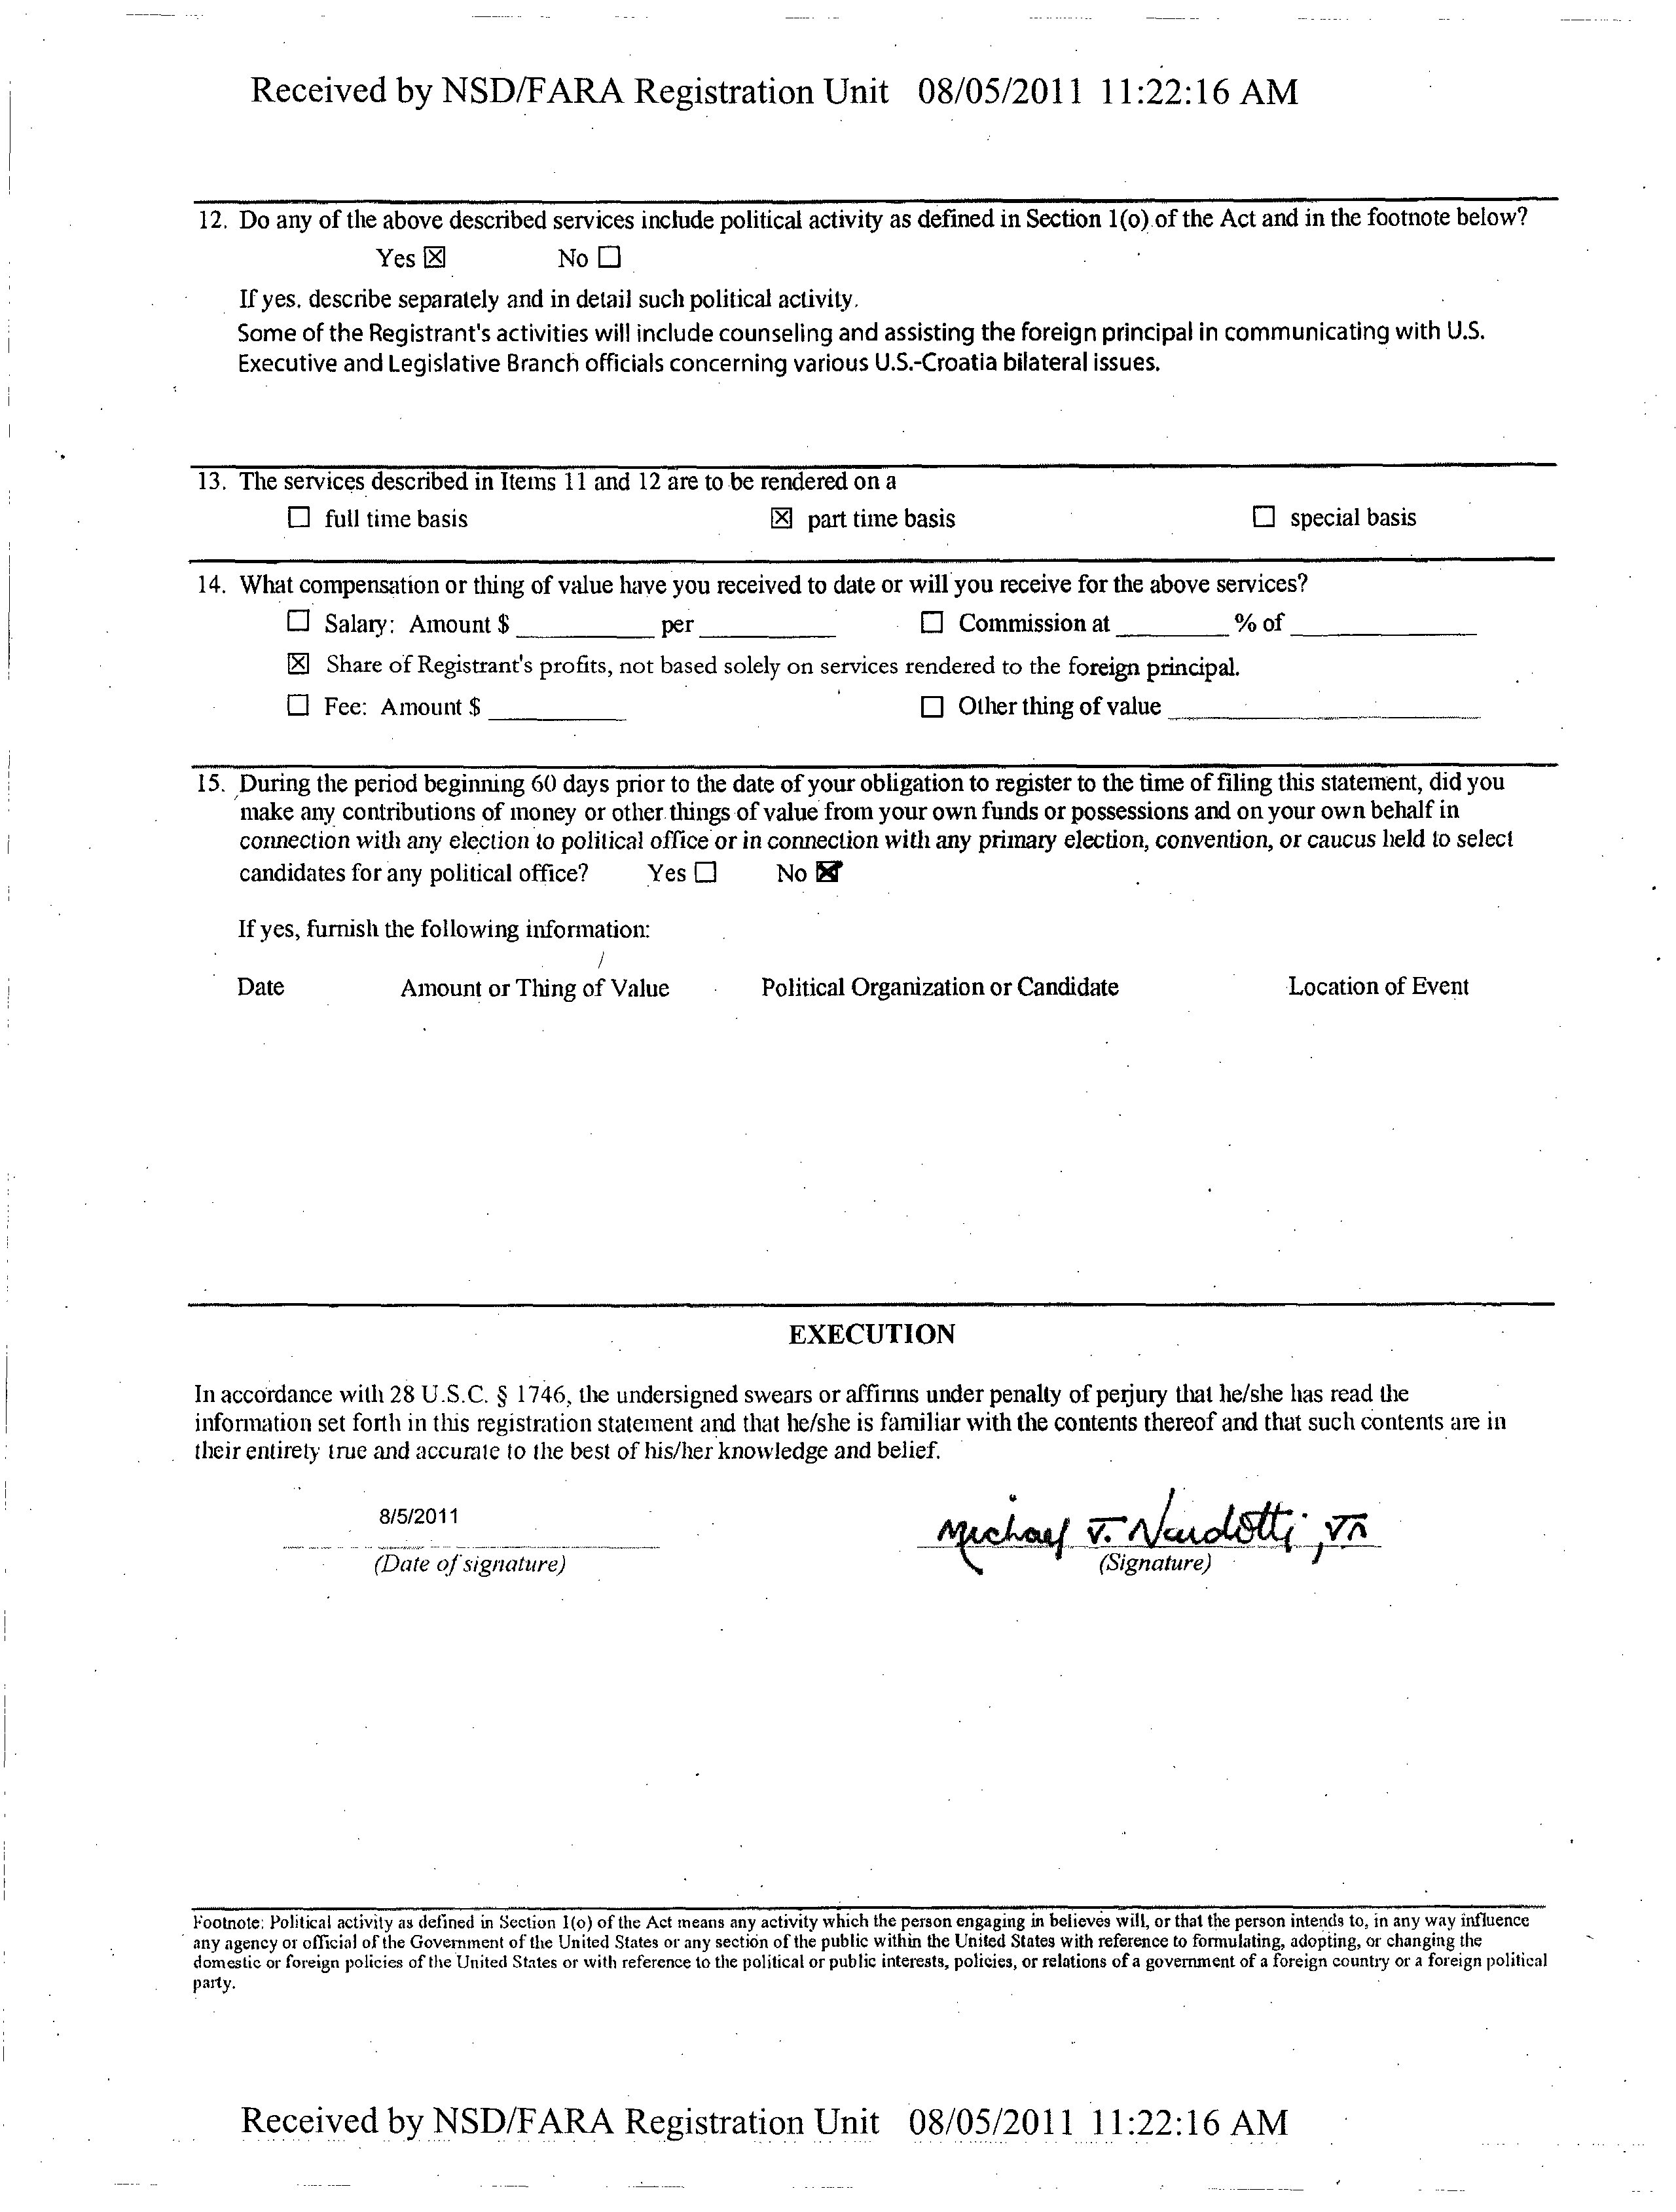 Received by NSD/FARA Registration Unit 08/05/2011 11:22:16 AM
12. Do any of the above described services include political activity as defined in Section 1(o) of the Act and in the footnote below?
Yes ☒ No ☐
If yes, describe separately and in detail such political activity.
Some of the Registrant's activities will include counseling and assisting the foreign principal in communicating with U.S.
Executive and Legislative Branch officials concerning various U.S.-Croatia bilateral issues.
13. The services described in Items 11 and 12 are to be rendered on a
☐ full time basis ☒ part time basis ☐ special basis
14. What compensation or thing of value have you received to date or will you receive for the above services?
☐ Salary: Amount $ ________ per ________ ☐ Commission at ________ % of ________
☒ Share of Registrant's profits, not based solely on services rendered to the foreign principal.
☐ Fee: Amount $ ________ ☐ Other thing of value ________
15. During the period beginning 60 days prior to the date of your obligation to register to the time of filing this statement, did you
make any contributions of money or other things of value from your own funds or possessions and on your own behalf in
connection with any election to political office or in connection with any primary election, convention, or caucus held to select
candidates for any political office? Yes ☐ No ☒
If yes, furnish the following information:
Date Amount or Thing of Value Political Organization or Candidate Location of Event
EXECUTION
In accordance with 28 U.S.C. § 1746, the undersigned swears or affirms under penalty of perjury that he/she has read the
information set forth in this registration statement and that he/she is familiar with the contents thereof and that such contents are in
their entirety true and accurate to the best of his/her knowledge and belief.
8/5/2011 Michael J. Nardotti, Jr
(Date of signature) (Signature)
Footnote: Political activity as defined in Section 1(o) of the Act means any activity which the person engaging in believes will, or that the person intends to, in any way influence
any agency or official of the Government of the United States or any section of the public within the United States with reference to formulating, adopting, or changing the
domestic or foreign policies of the United States or with reference to the political or public interests, policies, or relations of a government of a foreign country or a foreign political
party.
Received by NSD/FARA Registration Unit 08/05/2011 11:22:16 AM